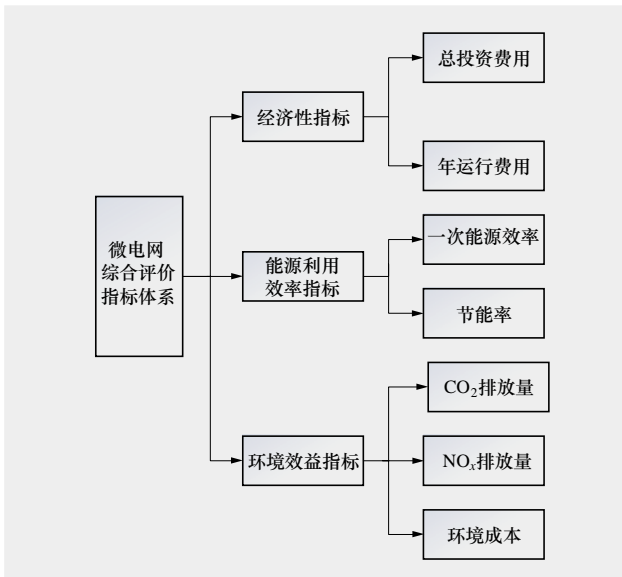 总投资费用
经济性指标
年运行费用
微电网
综合评价
指标体系
能源利用
效率指标
一次能源效率
节能率
CO₂排放量
环境效益指标
NOₓ排放量
环境成本